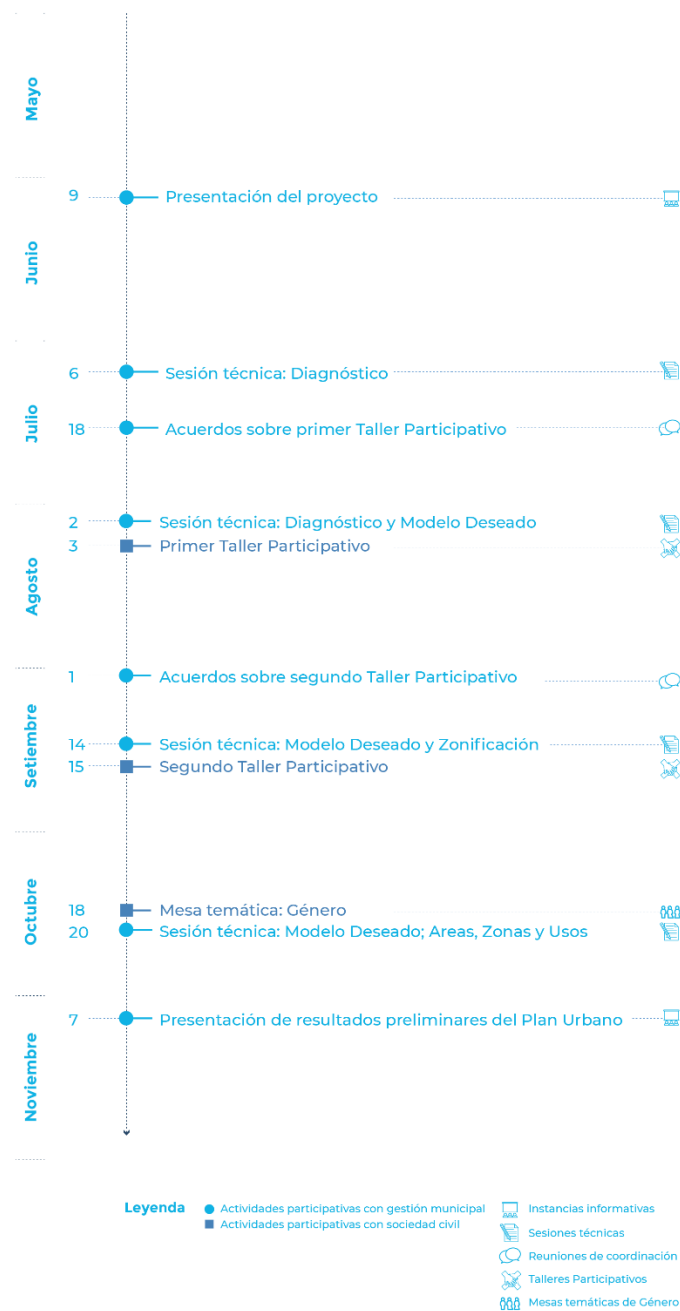 Mayo
Junio
9 Presentación del proyecto
Julio
6 Sesión técnica: Diagnóstico
18 Acuerdos sobre primer Taller Participativo
Agosto
2 Sesión técnica: Diagnóstico y Modelo Deseado
3 Primer Taller Participativo
Setiembre
1 Acuerdos sobre segundo Taller Participativo
14 Sesión técnica: Modelo Deseado y Zonificación
15 Segundo Taller Participativo
Octubre
18 Mesa temática: Género
20 Sesión técnica: Modelo Deseado; Areas, Zonas y Usos
Noviembre
7 Presentación de resultados preliminares del Plan Urbano
Leyenda
Actividades participativas con gestión municipal
Actividades participativas con sociedad civil
Instancias informativas
Sesiones técnicas
Reuniones de coordinación
Talleres Participativos
Mesas temáticas de Género